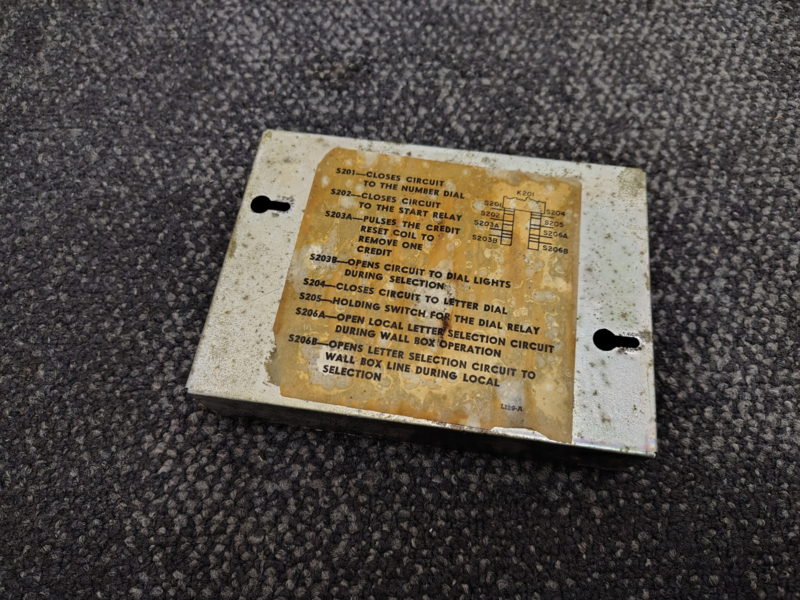 S201—CLOSES CIRCUIT
TO THE NUMBER DIAL
S202—CLOSES CIRCUIT
TO THE START RELAY
S203A—PULSES THE CREDIT
RESET COIL TO
REMOVE ONE
CREDIT
S203B—OPENS CIRCUIT TO DIAL LIGHTS
DURING SELECTION
S204—CLOSES CIRCUIT TO LETTER DIAL
S205—HOLDING SWITCH FOR THE DIAL RELAY
S206A—OPEN LOCAL LETTER SELECTION CIRCUIT
DURING WALL BOX OPERATION
S206B—OPENS LETTER SELECTION CIRCUIT TO
WALL BOX LINE DURING LOCAL
SELECTION
K201
S201 S204
S202 S205
S203A S206A
S203B S206B